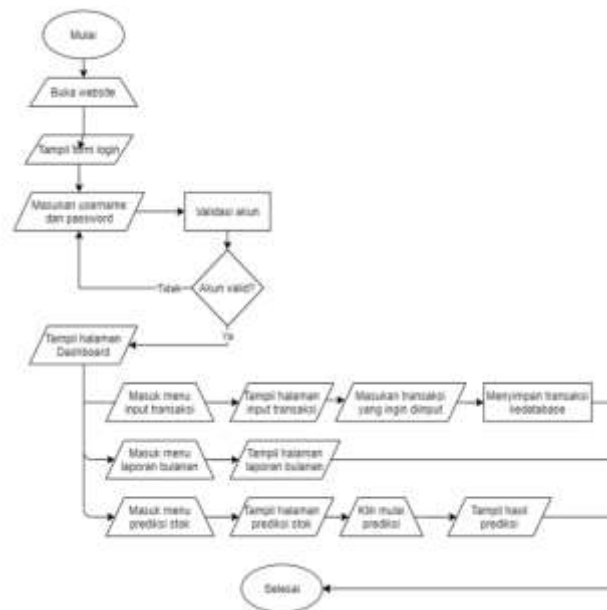 Mulai
Buka website
Tampil form login
Masukan username
dan password
Validasi akun
Akun valid?
Tidak
Ya
Tampil halaman
Dashboard
Masuk menu
input transaksi
Tampil halaman
input transaksi
Masukan transaksi
yang ingin diinput
Menyimpan transaksi
kedatabase
Masuk menu
laporan bulanan
Tampil halaman
laporan bulanan
Masuk menu
prediksi stok
Tampil halaman
prediksi stok
Klik mulai
prediksi
Tampil hasil
prediksi
Selesai